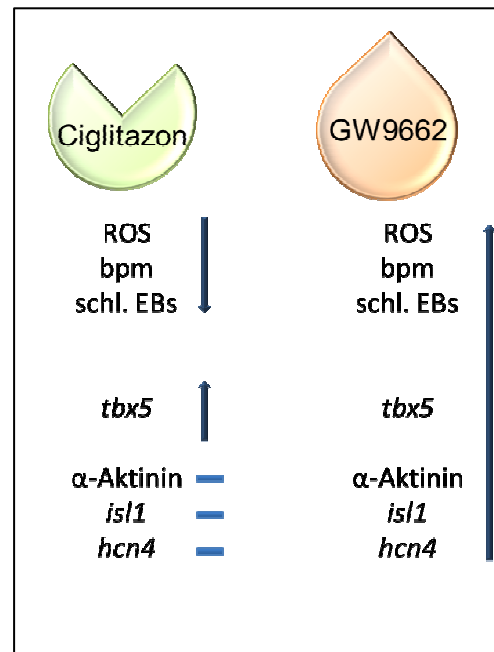 Ciglitazon
ROS
bpm
schl. EBs
tbx5
α-Aktinin
isl1
hcn4
GW9662
ROS
bpm
schl. EBs
tbx5
α-Aktinin
isl1
hcn4